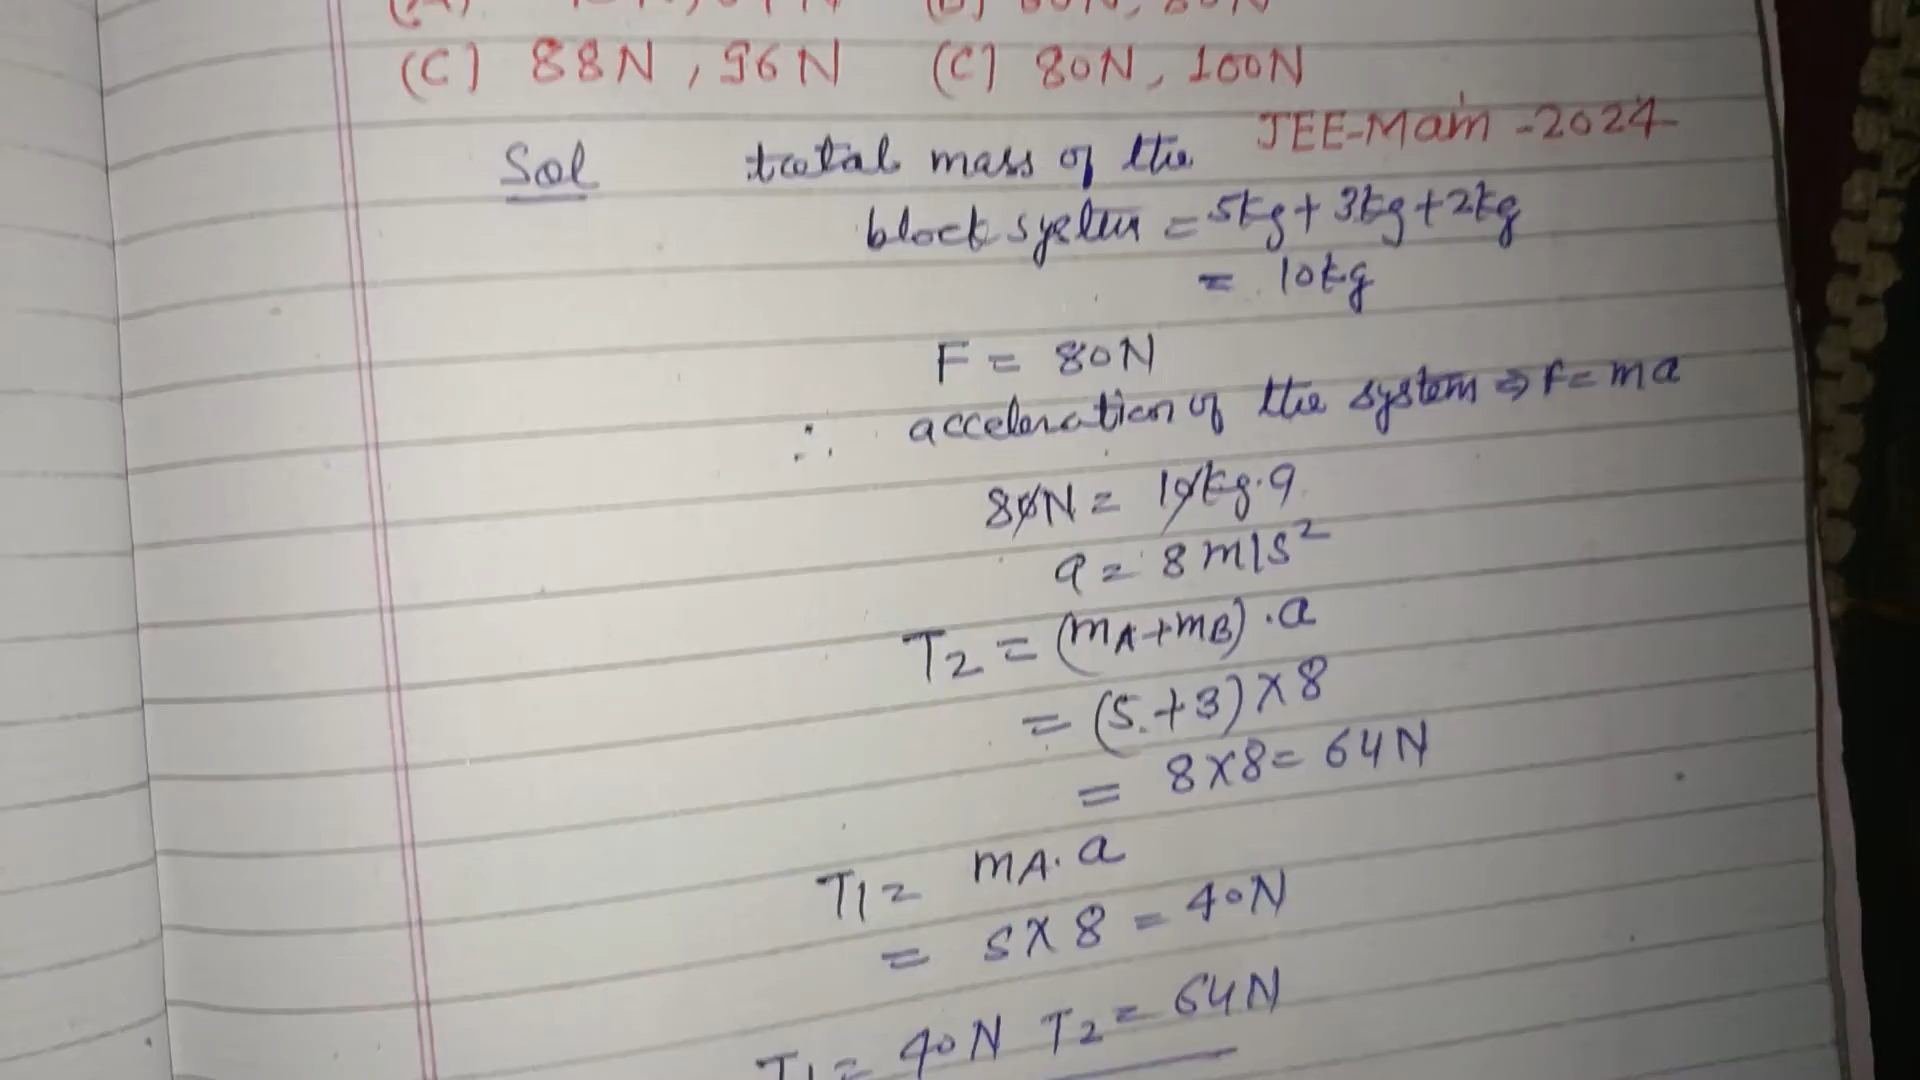 (C) 88N, 96N (C) 80N, 100N
JEE-Main -2024
Sol total mass of the
block system = 5kg + 3kg + 2kg
= 10kg
F = 80N
∴ acceleration of the system ⇒ F = ma
80N = 10kg.a
a = 8 m/s²
T2 = (mA + mB) . a
= (5 + 3) × 8
= 8×8 = 64N
T1 = mA. a
= 5 × 8 = 40N
T1 = 40N T2 = 64N